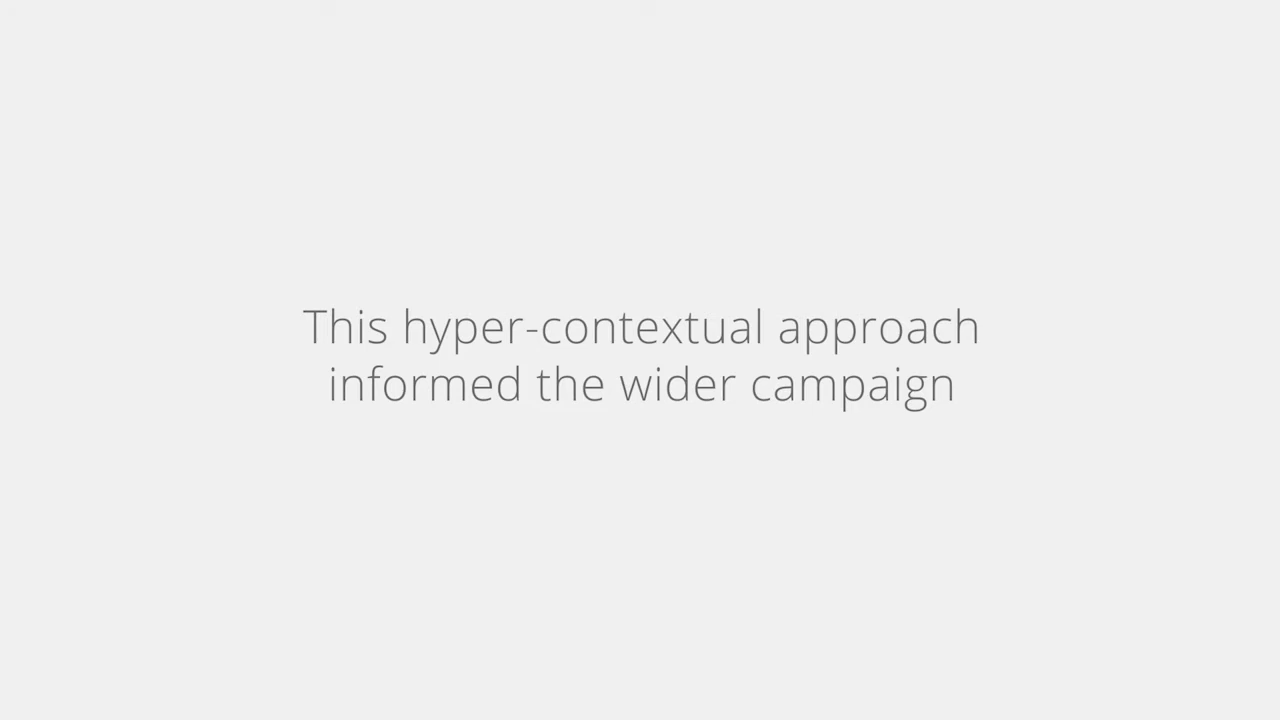 This hyper-contextual approach
informed the wider campaign